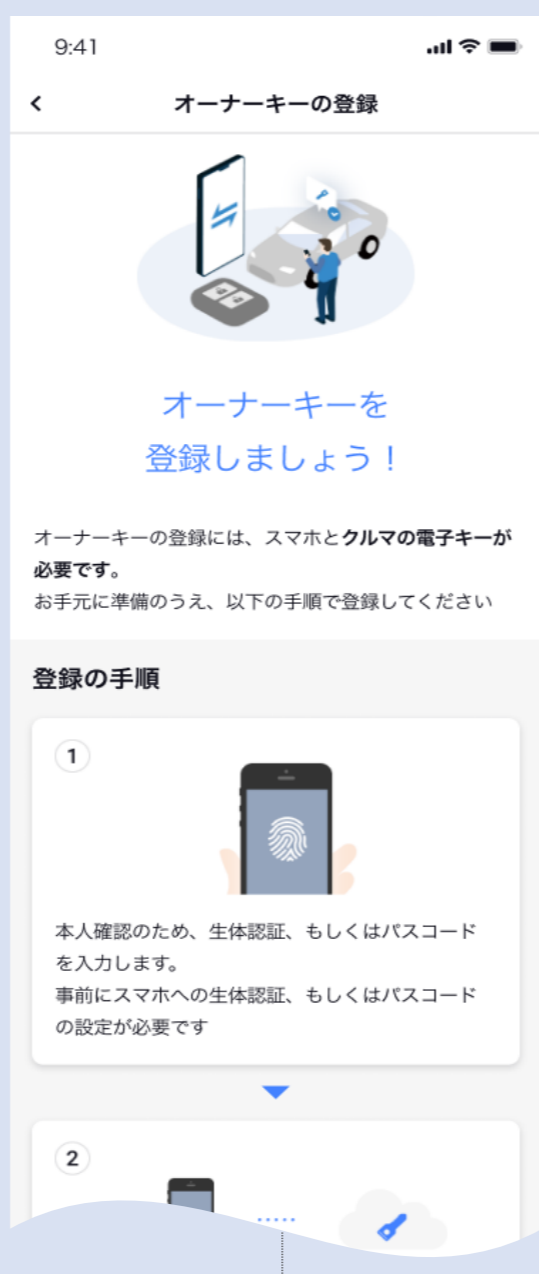 9:41
オーナーキーの登録
オーナーキーを
登録しましょう！
オーナーキーの登録には、スマホとクルマの電子キーが
必要です。
お手元に準備のうえ、以下の手順で登録してください
登録の手順
1
本人確認のため、生体認証、もしくはパスコード
を入力します。
事前にスマホへの生体認証、もしくはパスコード
の設定が必要です
2